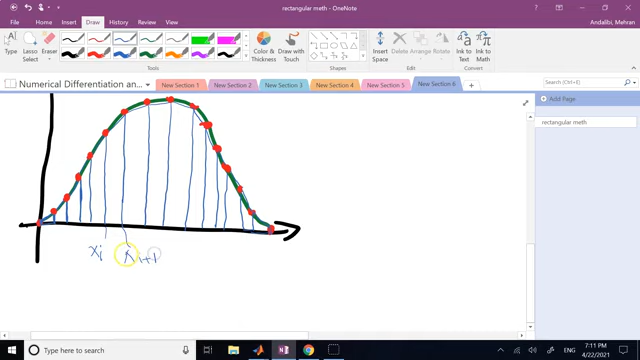 rectangular meth - OneNote
Andalibi, Mehran
File Home Insert Draw View Help
Type
Lasso Select
Eraser
Color & Thickness
Draw with Touch
Insert Space
Delete
Arrange
Rotate
Ink to Text
Ink to Math
Tools
Shapes
Edit
Convert
Numerical Differentiation an
New Section 1
New Section 2
New Section 3
New Section 4
New Section 5
New Section 6
+
Search (Ctrl+E)
Add Page
rectangular meth
xi
xi+1
Type here to search
ENG
7:11 PM
4/22/2021